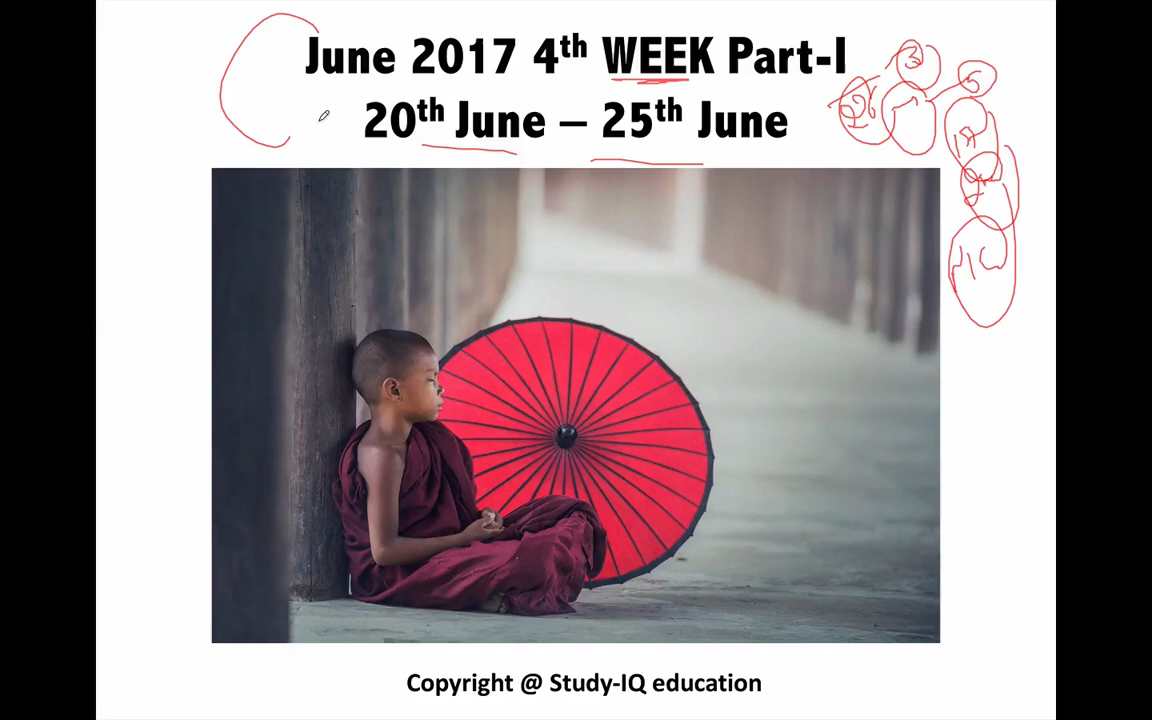 June 2017 4th WEEK Part-I
20th June – 25th June
Copyright @ Study-IQ education